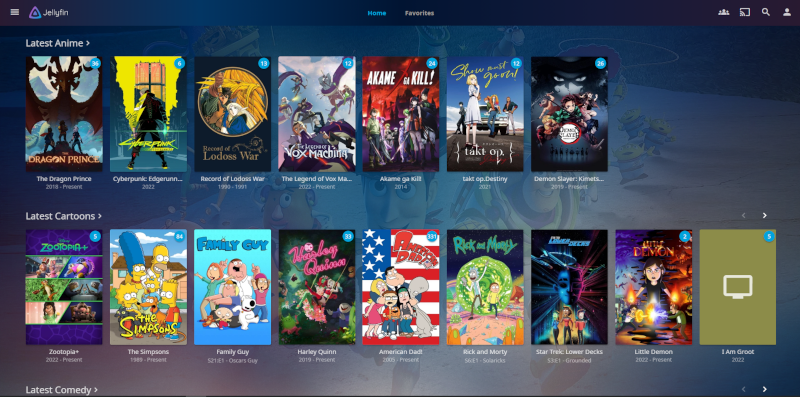 Jellyfin
Home
Favorites
Latest Anime >
36
6
13
12
24
12
26
THE
DRAGON PRINCE
CYBERPUNK
Record of
Lodoss War
THE LEGEND OF
VOX MACHINA
AKAME GA KILL!
Show must
go on!
takt op.
DEMON
SLAYER
The Dragon Prince
Cyberpunk: Edgerunn...
Record of Lodoss War
The Legend of Vox Ma...
Akame ga Kill
takt op.Destiny
Demon Slayer: Kimets...
2018 - Present
2022
1990 - 1991
2022 - Present
2014
2021
2019 - Present
Latest Cartoons >
5
84
33
331
2
5
ZOOTOPIA+
THE
SIMPSONS
FAMILY GUY
DC
Harley
Quinn
AMERICAN
DAD!
Rick and Morty
LOWER DECKS
LITTLE
DEMON
Zootopia+
The Simpsons
Family Guy
Harley Quinn
American Dad!
Rick and Morty
Star Trek: Lower Decks
Little Demon
I Am Groot
2022 - Present
1989 - Present
S21:E1 - Oscars Guy
2019 - Present
2005 - Present
S6:E1 - Solaricks
S3:E1 - Grounded
2022 - Present
2022
Latest Comedy >